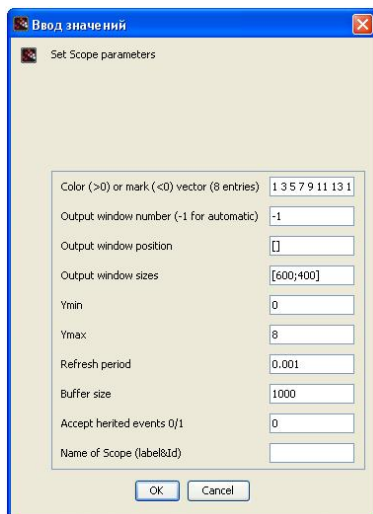 Ввод значений
Set Scope parameters
Color (>0) or mark (<0) vector (8 entries) 1 3 5 7 9 11 13 1
Output window number (-1 for automatic) -1
Output window position []
Output window sizes [600;400]
Ymin 0
Ymax 8
Refresh period 0.001
Buffer size 1000
Accept herited events 0/1 0
Name of Scope (label&Id)
OK Cancel